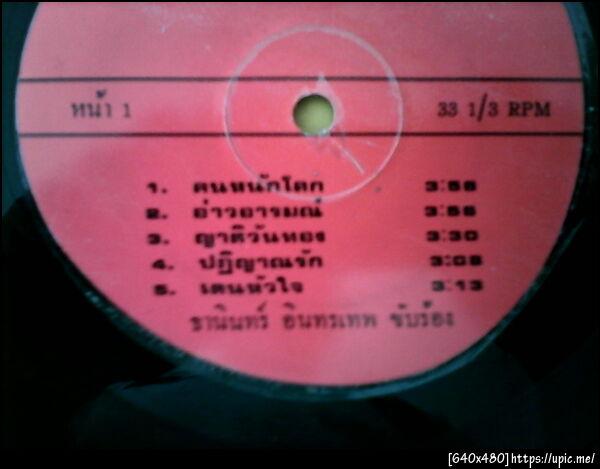 หน้า 1 33 1/3 RPM
1. คนหนักโลก 3:58
2. อ่าวอารมณ์ 3:56
3. ญาติวันทอง 3:30
4. ปฏิญาณรัก 3:08
5. เดนหัวใจ 3:13
ธานินทร์ อินทรเทพ ขับร้อง
[640x480]https://upic.me/